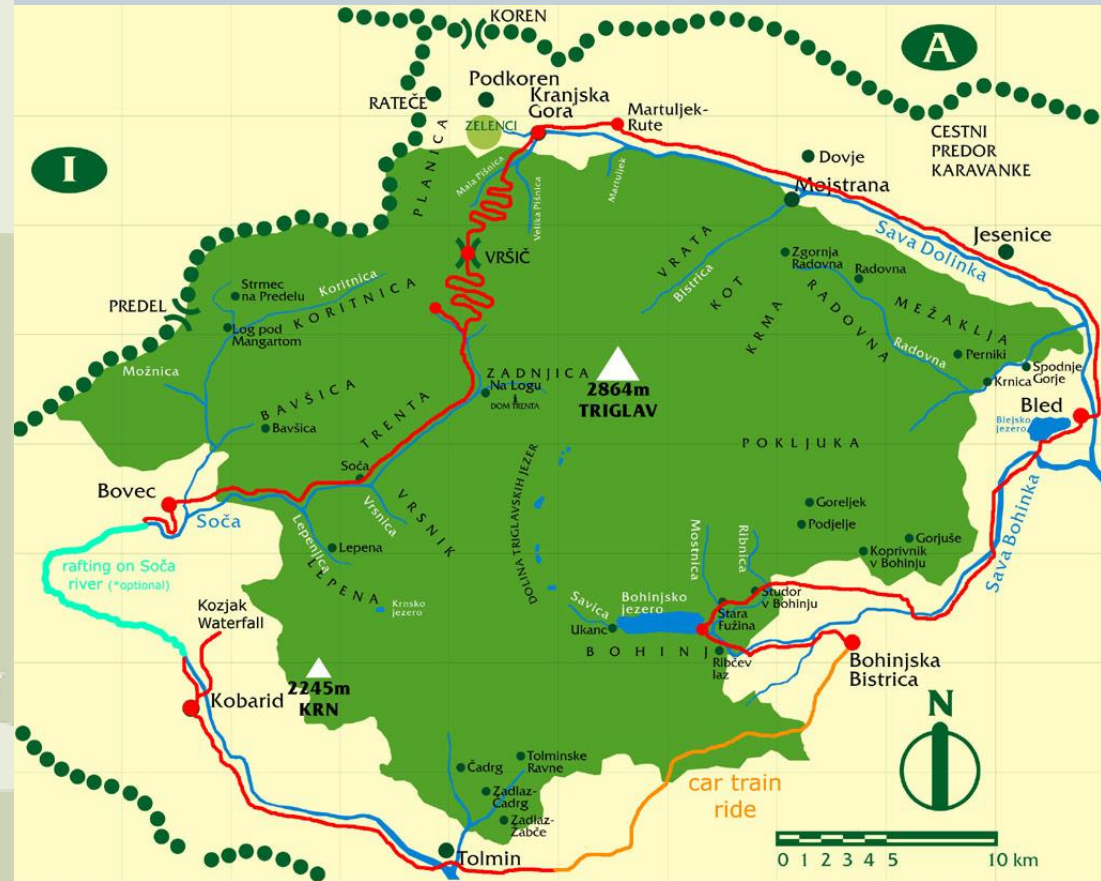 KOREN
A
Podkoren
RATEČE
Kranjska
Gora
Martuljek-
Rute
ZELENCI
CESTNI
PREDOR
KARAVANKE
I
PLANICA
Mala Pišnica
Velika Pišnica
Martuljek
Dovje
Mojstrana
Sava Dolinka
Jesenice
VRŠIČ
VRATA
Bistrica
Zgornja
Radovna
Radovna
KOT
KRMA
RADOVNA
MEŽAKLJA
Radovna
Strmec
na Predelu
Koritnica
KORITNICA
PREDEL
Log pod
Mangartom
Možnica
Perniki
Krnica
Spodnje
Gorje
Bled
Blejsko
jezero
ZADNJICA
Na Logu
i
DOM TRENTA
2864m
TRIGLAV
BAVŠICA
Bavšica
TRENTA
POKLJUKA
DOLINA TRIGLAVSKIH JEZER
Soča
Bovec
Soča
Vrsnica
VRSNIK
Lepenjica
Lepena
LEPENA
Goreljek
Podjelje
Gorjuše
Koprivnik
v Bohinju
Mostnica
Ribnica
Sava Bohinka
rafting on Soča
river (*optional)
Kozjak
Waterfall
Krnsko
jezero
Savica
Ukanc
Bohinjsko
jezero
Stara
Fužina
Studor
v Bohinju
BOHINJ
Ribčev
laz
Bohinjska
Bistrica
2245m
KRN
Kobarid
N
Čadrg
Tolminske
Ravne
Zadlaz-
Čadrg
Zadlaz-
Žabče
Tolmin
car train
ride
0 1 2 3 4 5 10 km